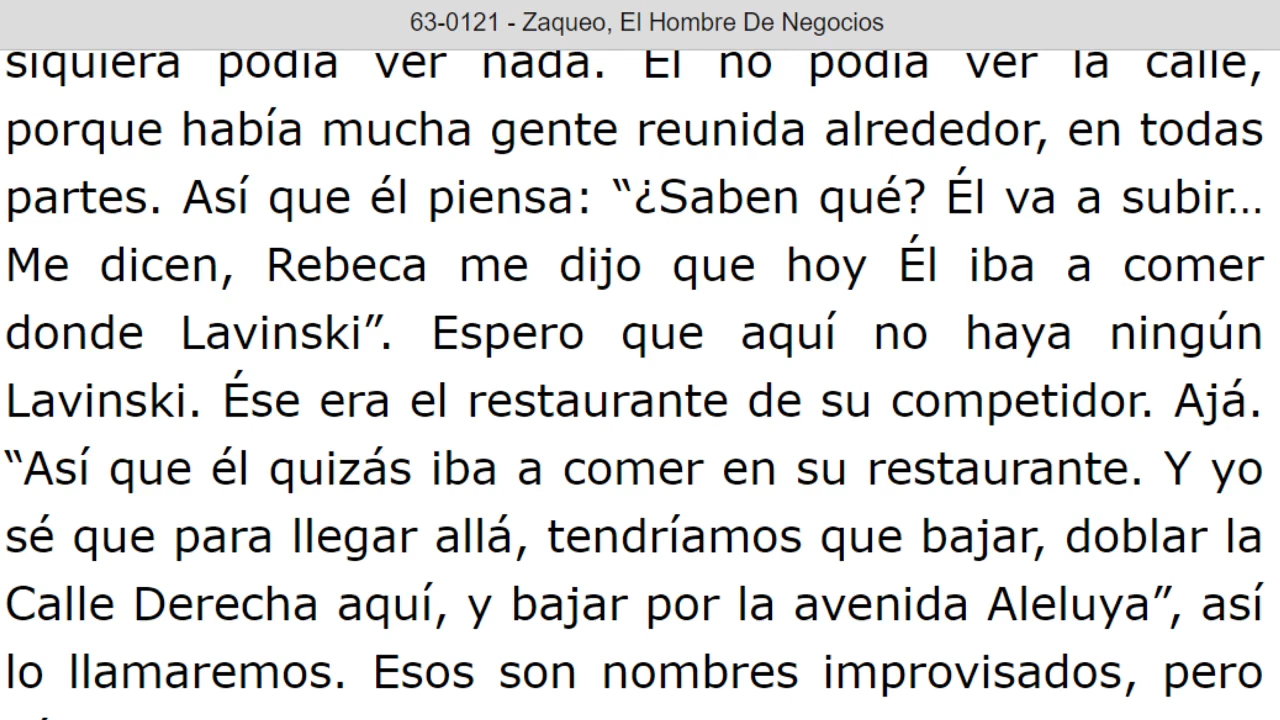 63-0121 - Zaqueo, El Hombre De Negocios
siquiera podía ver nada. Él no podía ver la calle,
porque había mucha gente reunida alrededor, en todas
partes. Así que él piensa: “¿Saben qué? Él va a subir…
Me dicen, Rebeca me dijo que hoy Él iba a comer
donde Lavinski”. Espero que aquí no haya ningún
Lavinski. Ése era el restaurante de su competidor. Ajá.
“Así que él quizás iba a comer en su restaurante. Y yo
sé que para llegar allá, tendríamos que bajar, doblar la
Calle Derecha aquí, y bajar por la avenida Aleluya”, así
lo llamaremos. Esos son nombres improvisados, pero